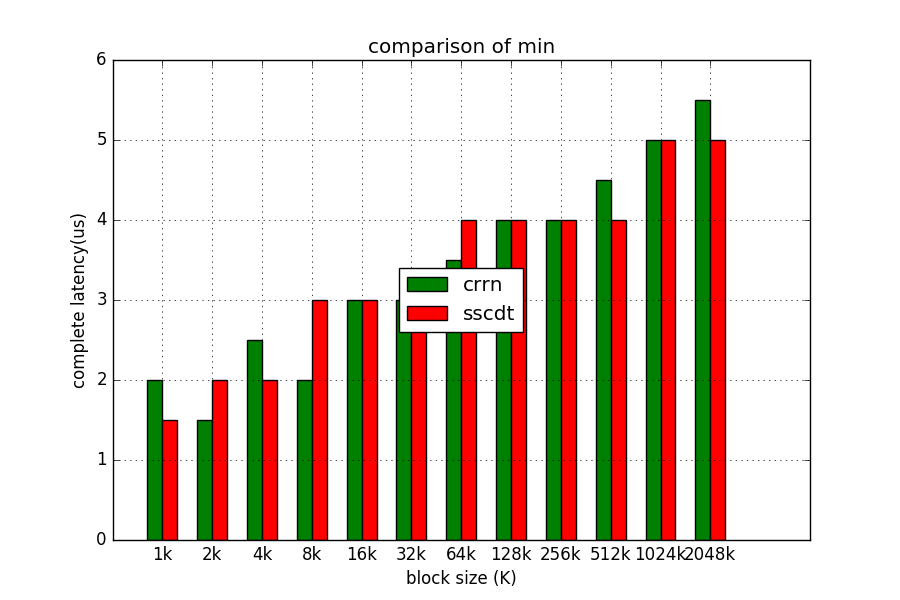 comparison of min
6
5
4
3
2
1
0
complete latency(us)
crrn
sscdt
1k 2k 4k 8k 16k 32k 64k 128k 256k 512k 1024k 2048k
block size (K)